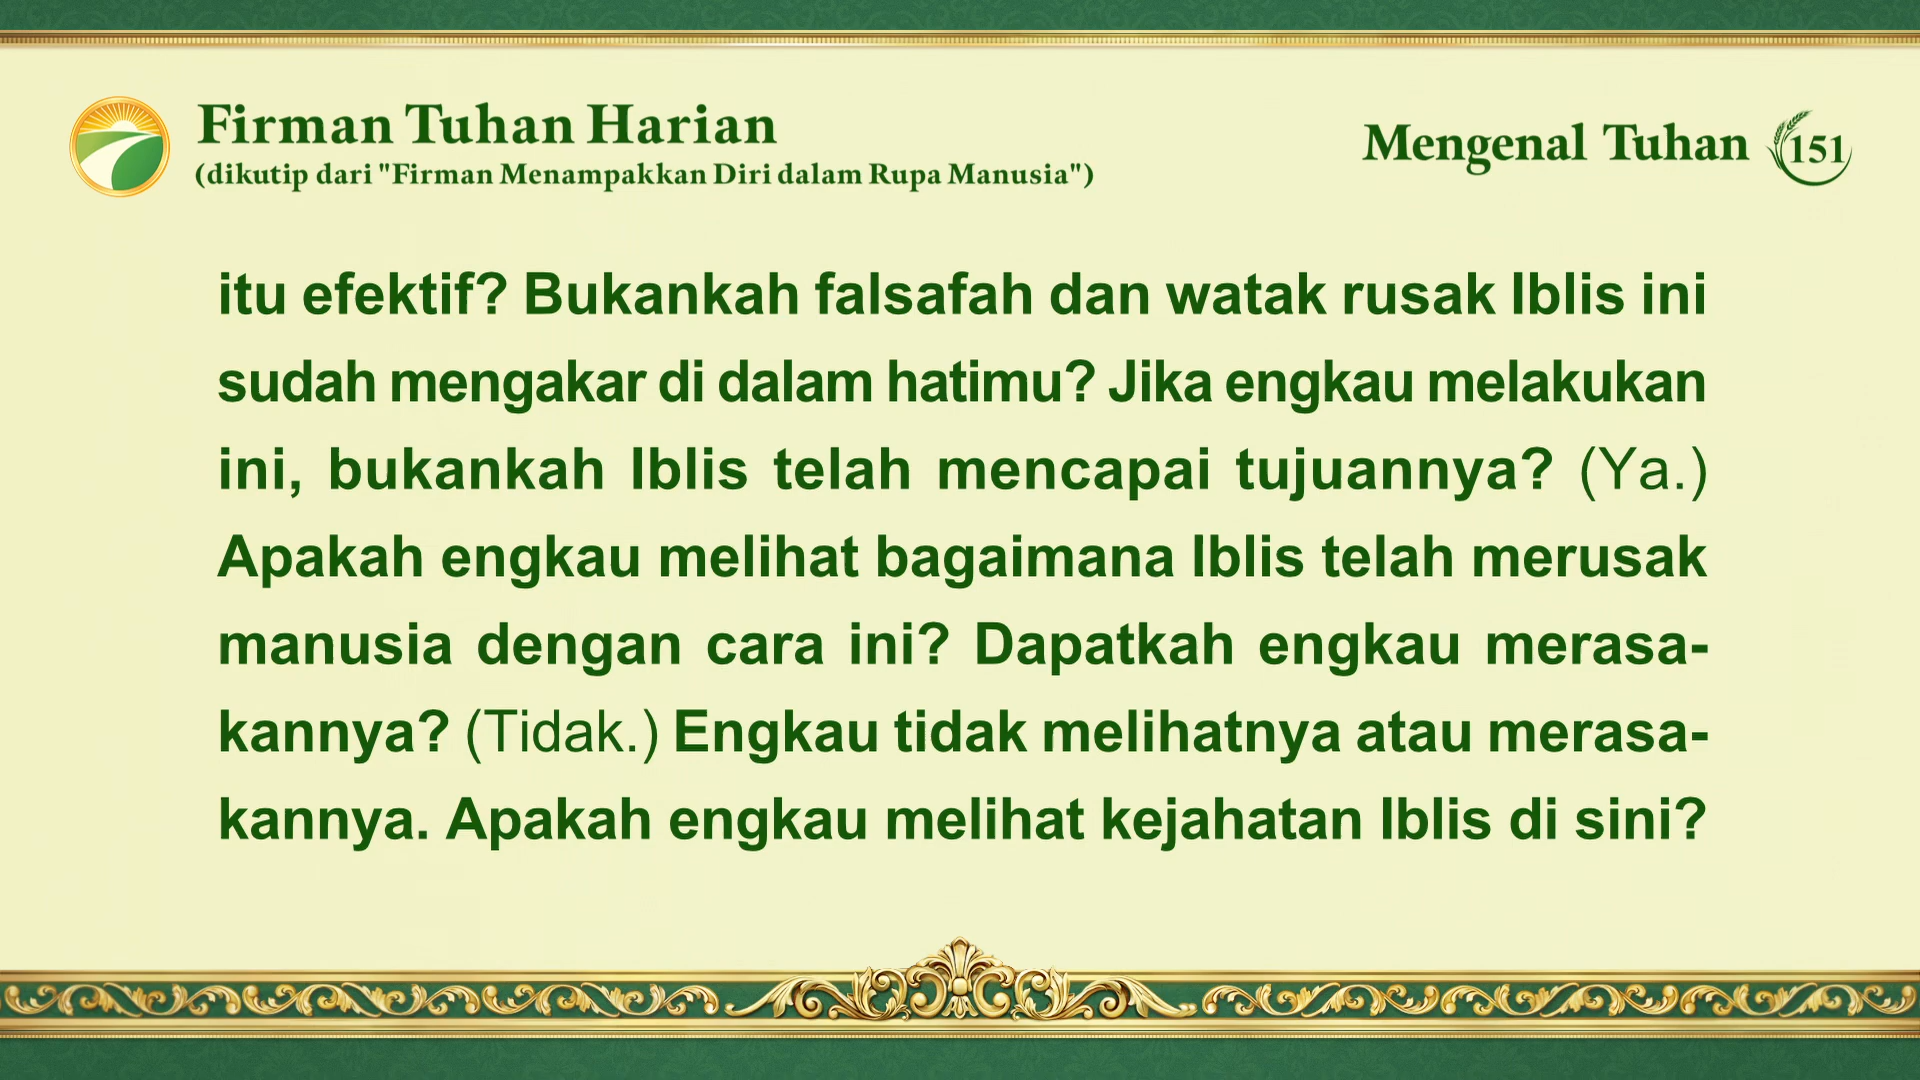 Firman Tuhan Harian
(dikutip dari "Firman Menampakkan Diri dalam Rupa Manusia")
Mengenal Tuhan 151
itu efektif? Bukankah falsafah dan watak rusak Iblis ini
sudah mengakar di dalam hatimu? Jika engkau melakukan
ini, bukankah Iblis telah mencapai tujuannya? (Ya.)
Apakah engkau melihat bagaimana Iblis telah merusak
manusia dengan cara ini? Dapatkah engkau merasa-
kannya? (Tidak.) Engkau tidak melihatnya atau merasa-
kannya. Apakah engkau melihat kejahatan Iblis di sini?